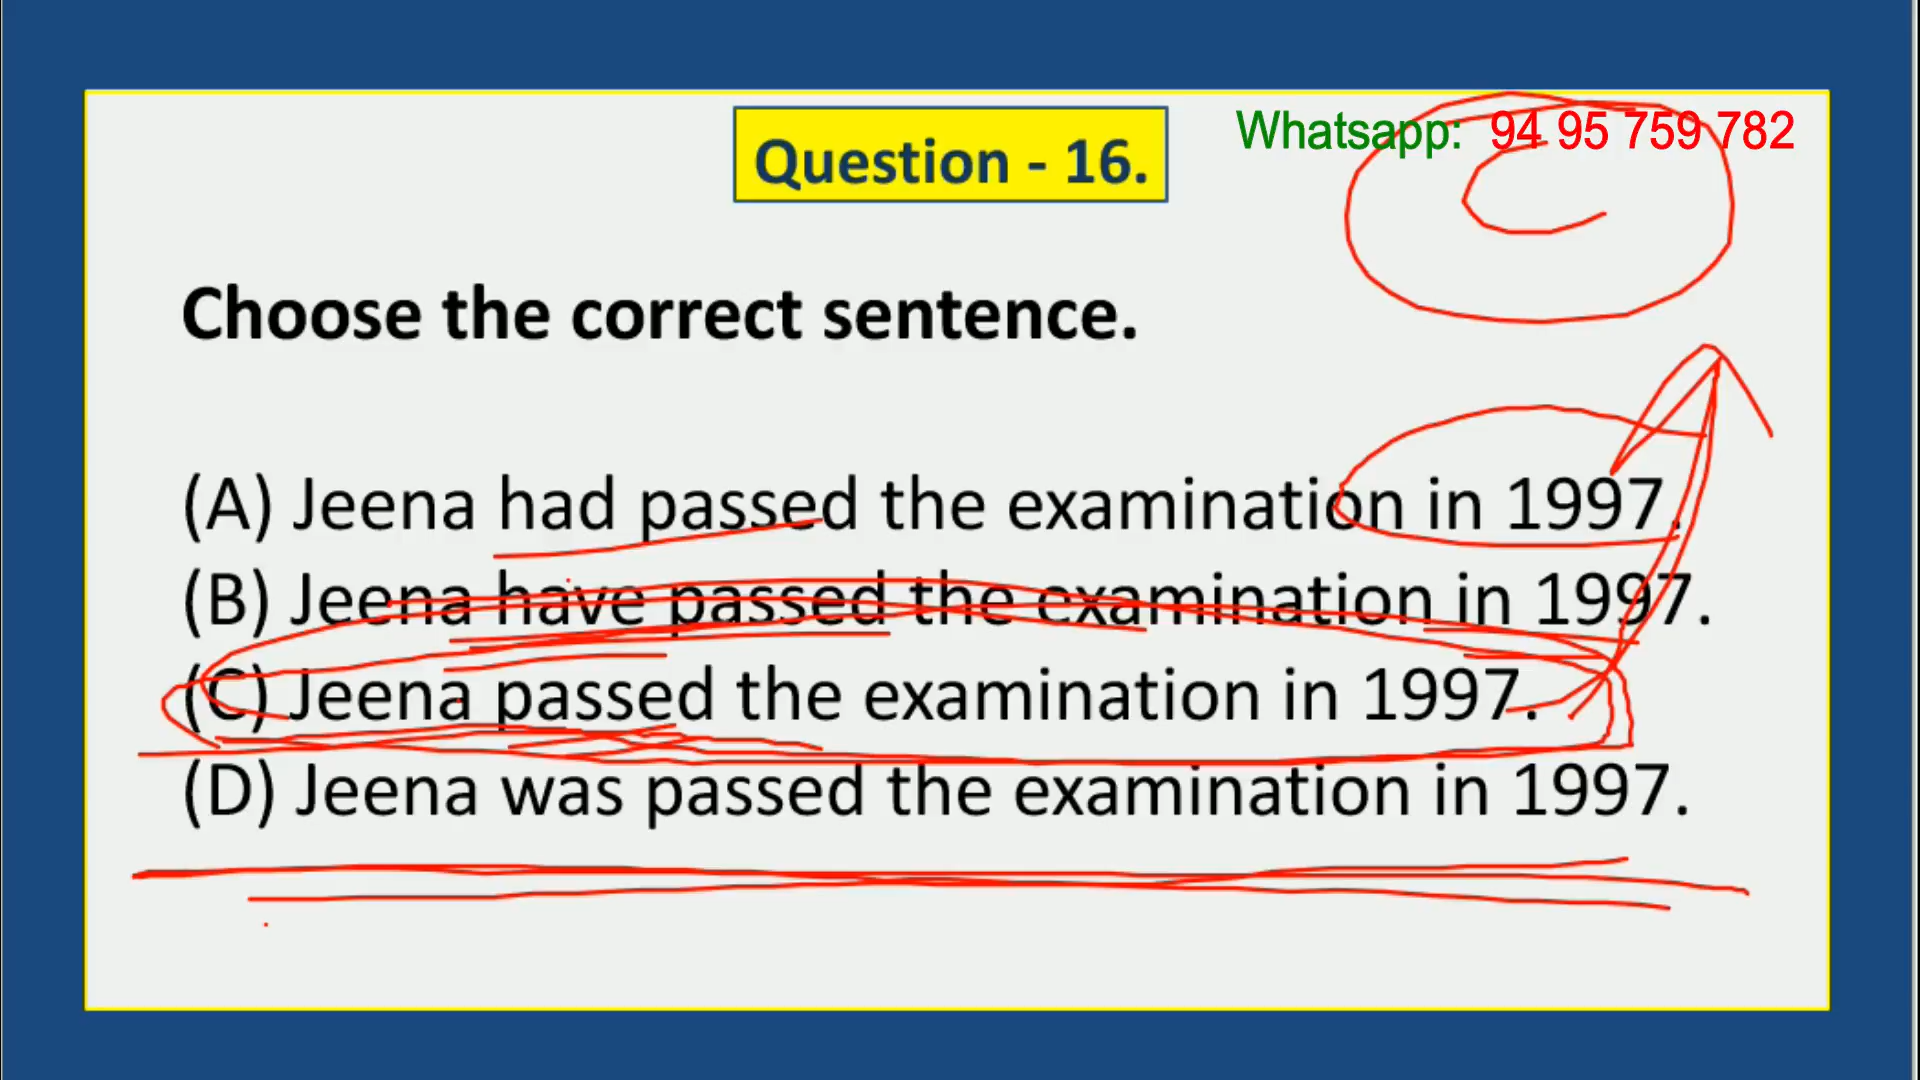 Whatsapp: 94 95 759 782
Question - 16.
C
Choose the correct sentence.
(A) Jeena had passed the examination in 1997.
(B) Jeena have passed the examination in 1997.
(C) Jeena passed the examination in 1997.
(D) Jeena was passed the examination in 1997.